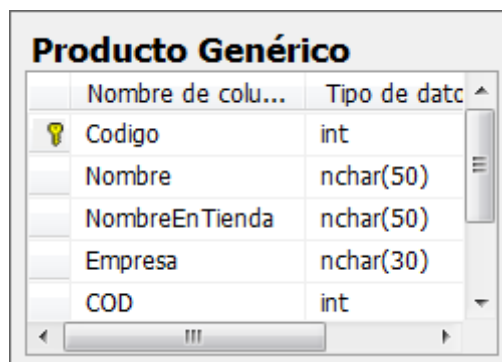 Producto Genérico
Nombre de colu... Tipo de datc
Codigo int
Nombre nchar(50)
NombreEnTienda nchar(50)
Empresa nchar(30)
COD int